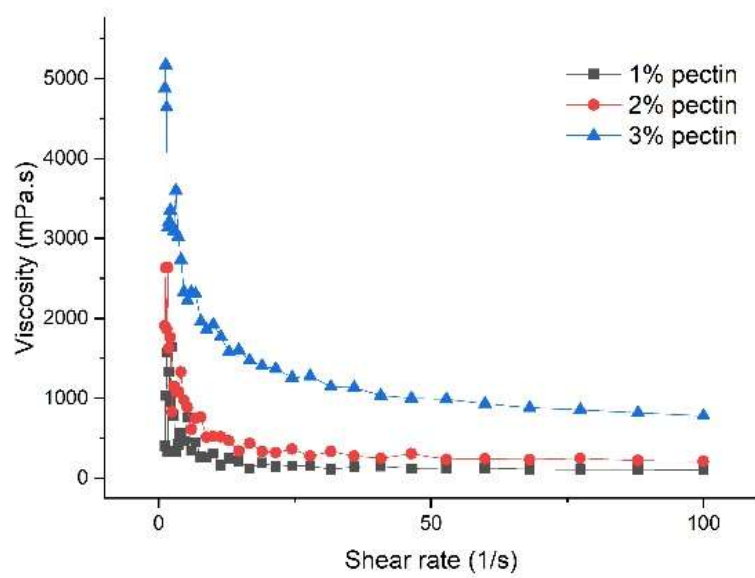 5000
4000
3000
2000
1000
0
Viscosity (mPa.s)
1% pectin
2% pectin
3% pectin
0
50
100
Shear rate (1/s)